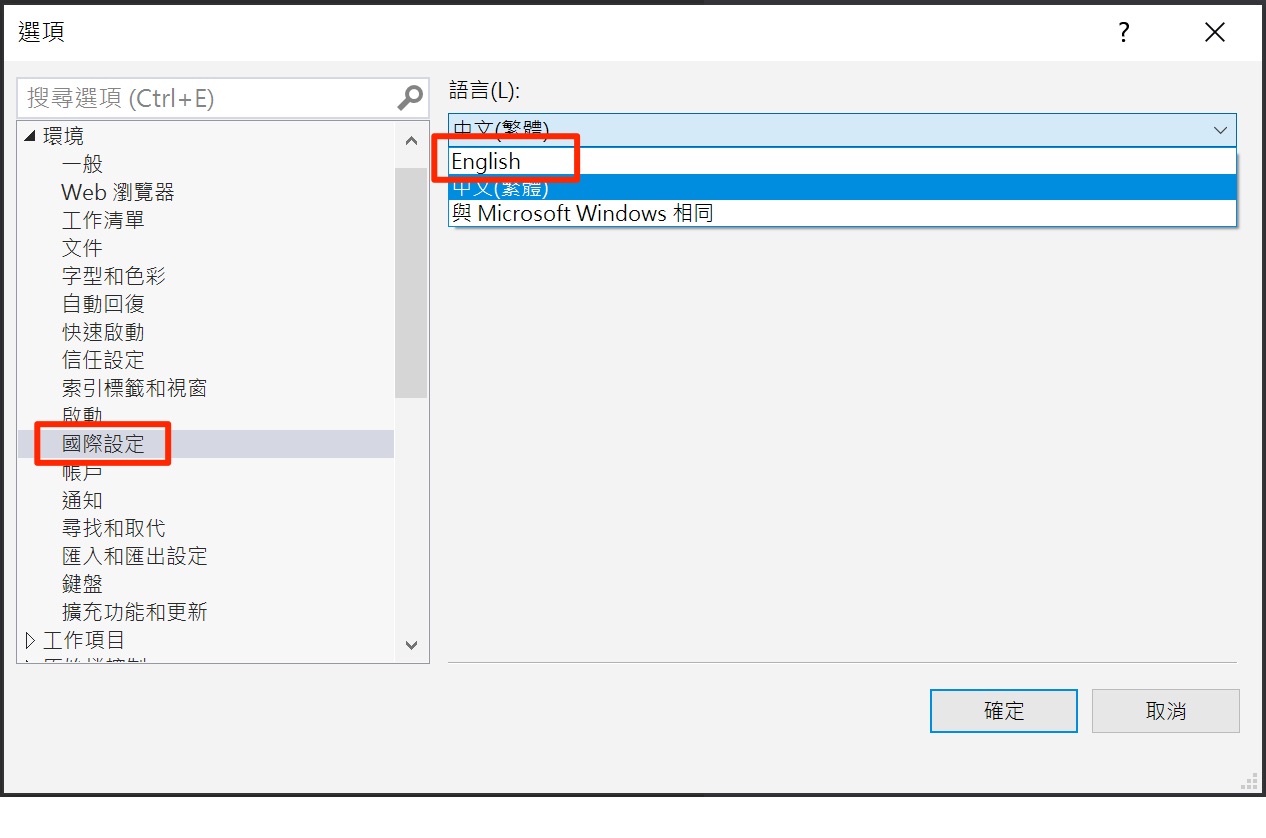 選項
?
搜尋選項 (Ctrl+E)
環境
一般
Web 瀏覽器
工作清單
文件
字型和色彩
自動回復
快速啟動
信任設定
索引標籤和視窗
啟動
國際設定
帳戶
通知
尋找和取代
匯入和匯出設定
鍵盤
擴充功能和更新
工作項目
原始檔控制
語言(L):
中文(繁體)
English
中文(繁體)
與 Microsoft Windows 相同
確定
取消